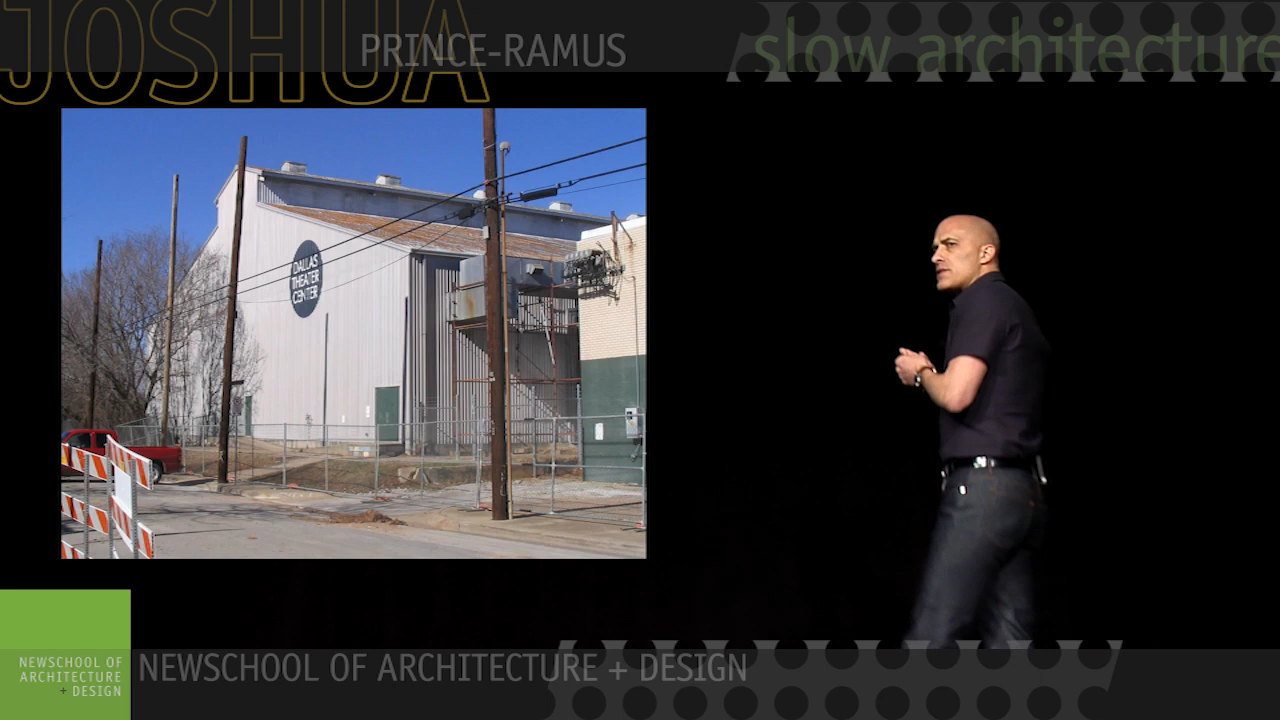 JOSHUA
PRINCE-RAMUS
slow architecture
DALLAS
THEATER
CENTER
NEWSCHOOL OF
ARCHITECTURE
+ DESIGN
NEWSCHOOL OF ARCHITECTURE + DESIGN